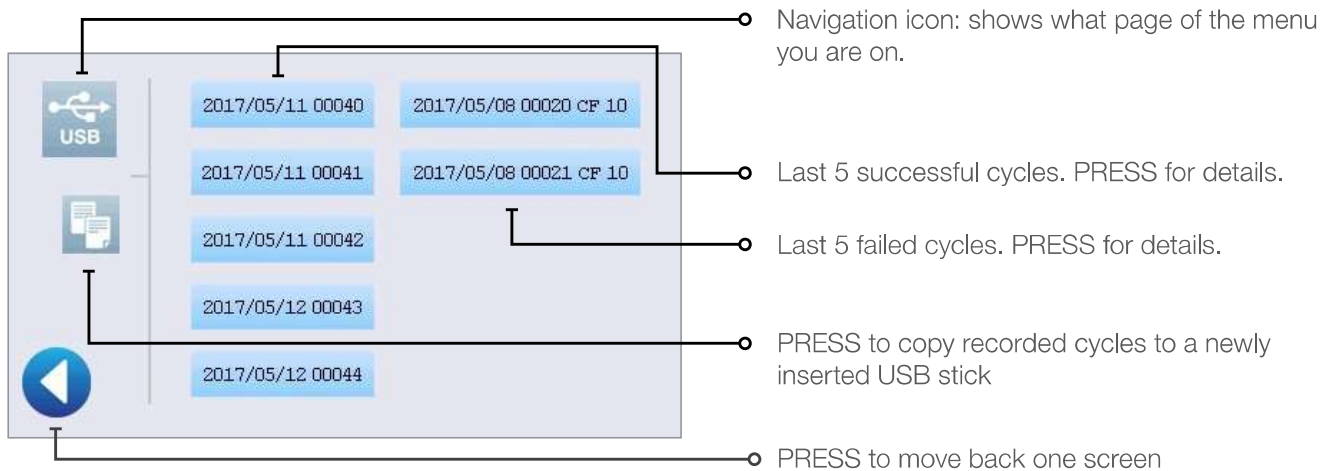 Navigation icon: shows what page of the menu
you are on.
USB
2017/05/11 00040
2017/05/08 00020 CF 10
2017/05/11 00041
2017/05/08 00021 CF 10
2017/05/11 00042
2017/05/12 00043
2017/05/12 00044
Last 5 successful cycles. PRESS for details.
Last 5 failed cycles. PRESS for details.
PRESS to copy recorded cycles to a newly
inserted USB stick
PRESS to move back one screen